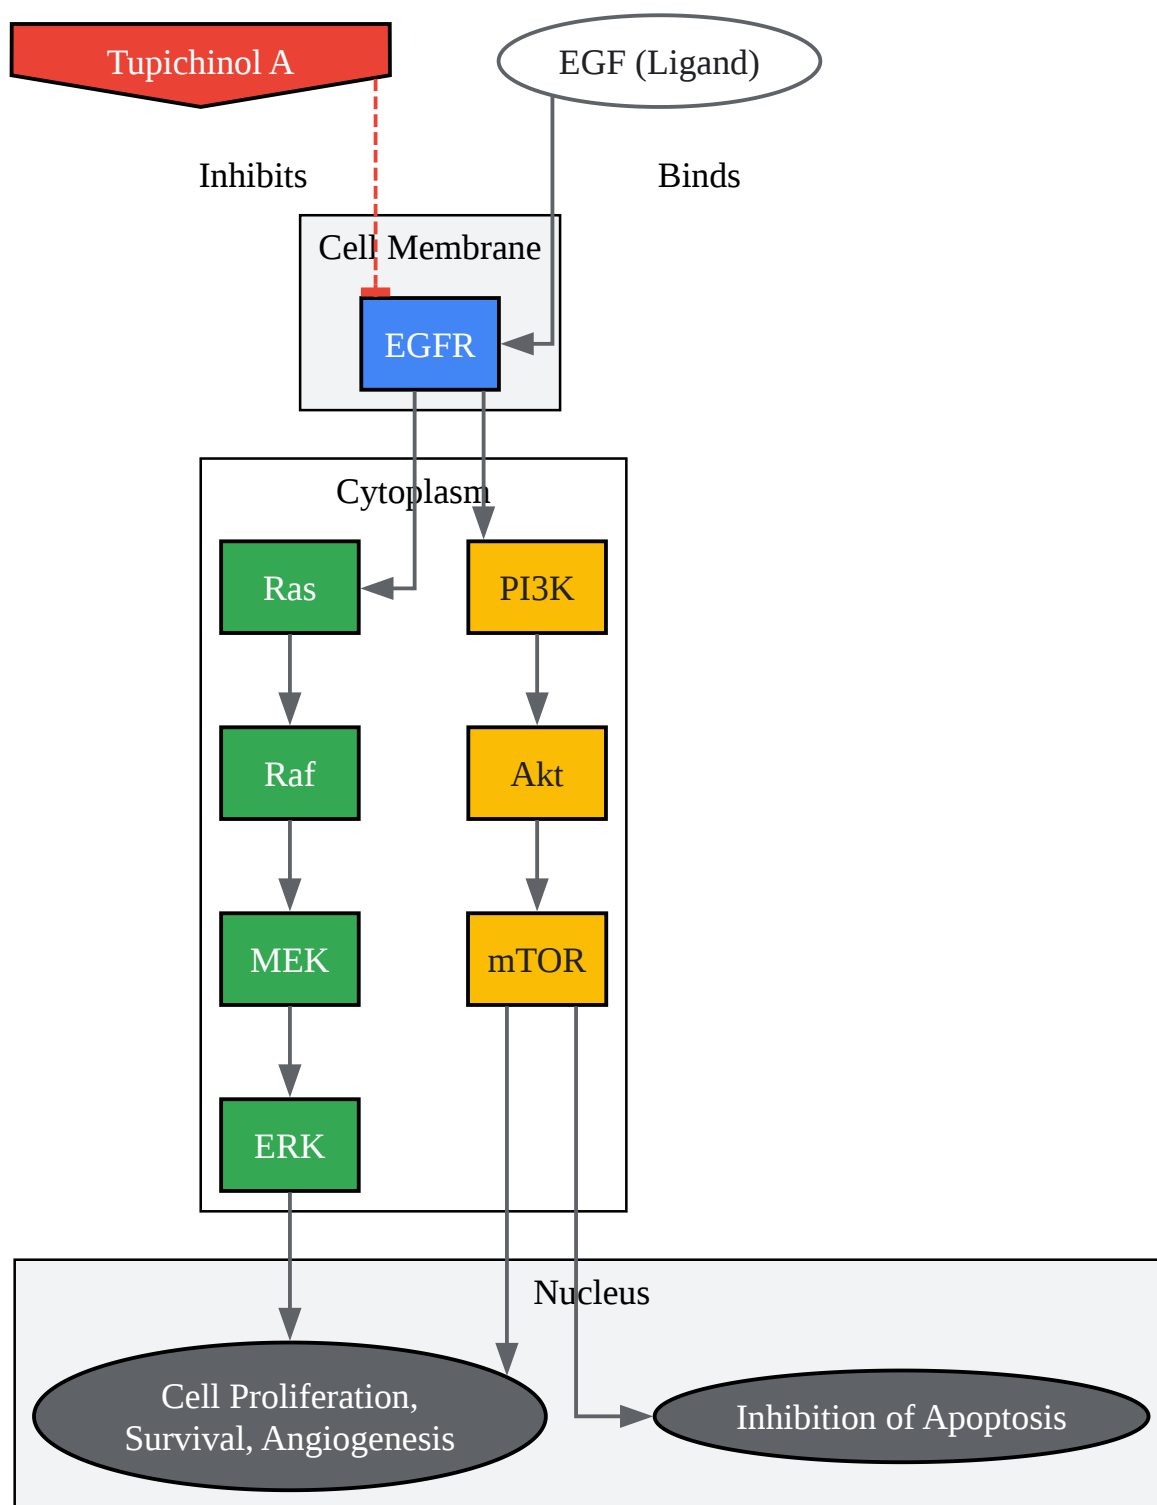 Tupichinol A
EGF (Ligand)
Inhibits
Binds
Cell Membrane
EGFR
Cytoplasm
Ras
PI3K
Raf
Akt
MEK
mTOR
ERK
Nucleus
Cell Proliferation,
Survival, Angiogenesis
Inhibition of Apoptosis